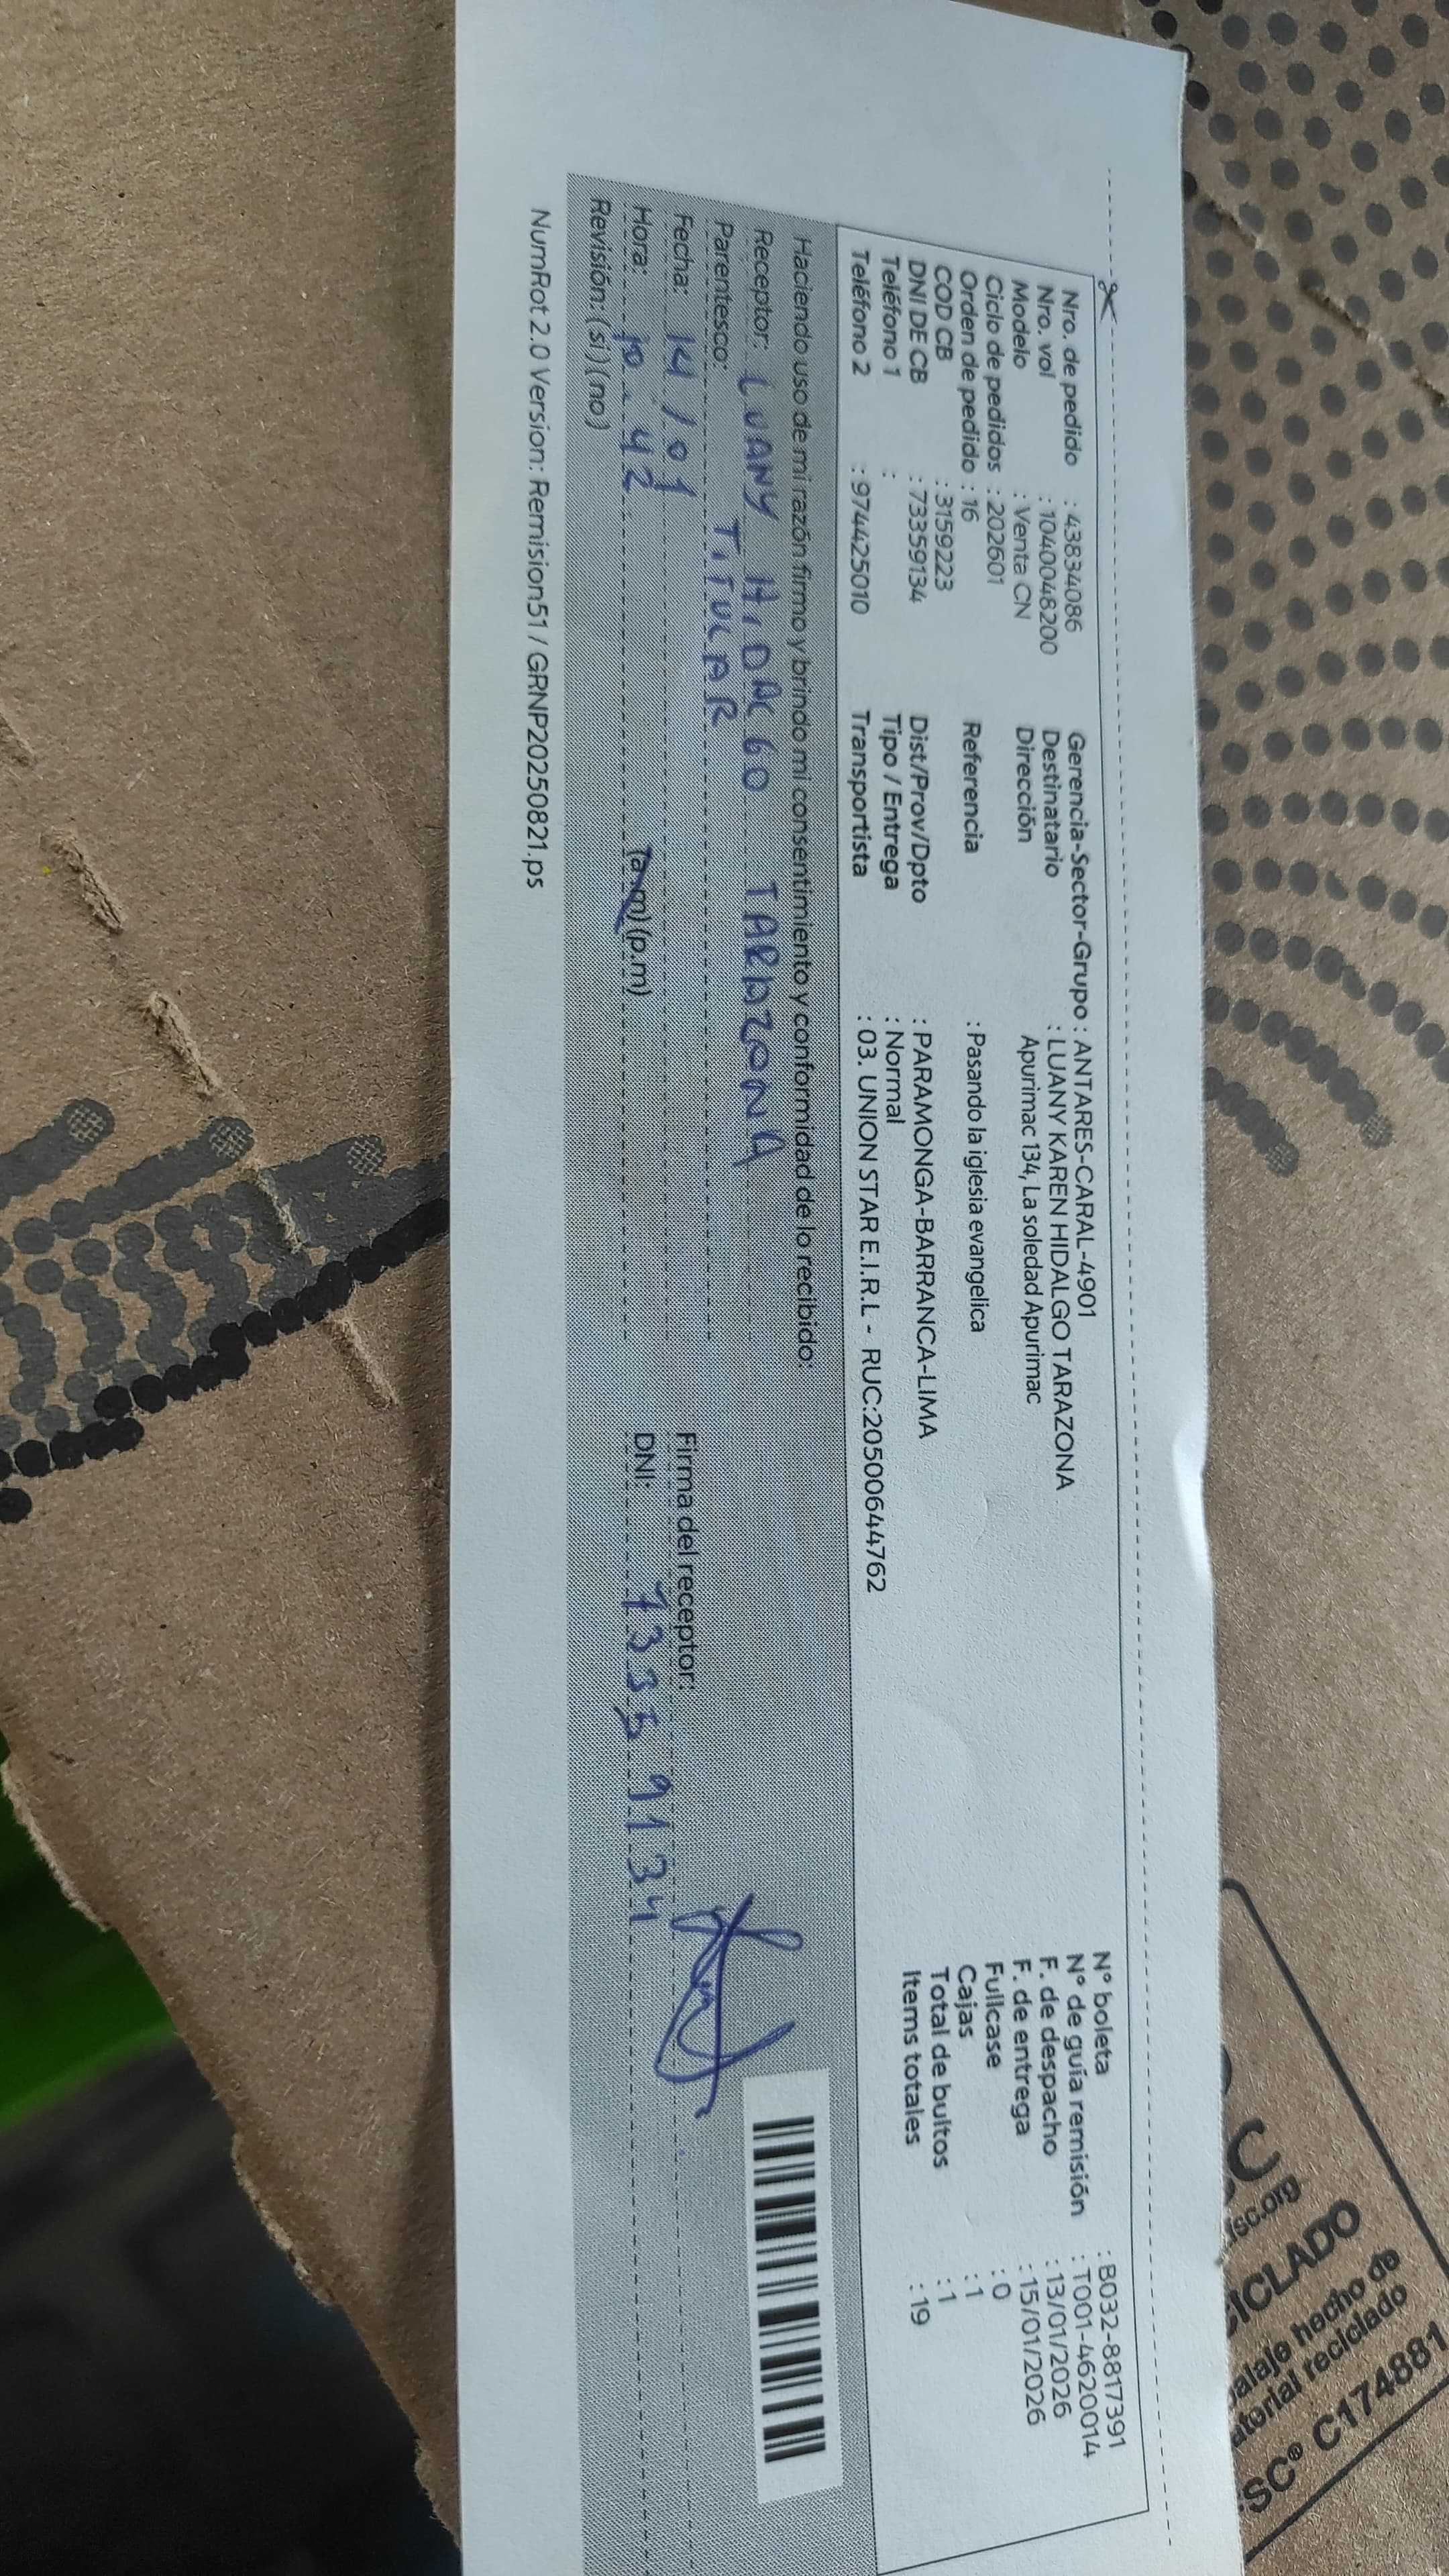 Nro. de pedido : 43834086
Nro. vol : 1040048200
Modelo : Venta CN
Ciclo de pedidos : 202601
Orden de pedido : 16
COD CB : 3159223
DNI DE CB : 73359134
Teléfono 1 :
Teléfono 2 : 974425010
Gerencia-Sector-Grupo : ANTARES-CARAL-4901
Destinatario : LUANY KAREN HIDALGO TARAZONA
Dirección Apurimac 134, La soledad Apurimac
Referencia : Pasando la iglesia evangelica
Dist/Prov/Dpto : PARAMONGA-BARRANCA-LIMA
Tipo / Entrega : Normal
Transportista : 03. UNION STAR E.I.R.L - RUC:20500644762
N° boleta : B032-8817391
N° de guía remisión : T001-4620014
F. de despacho : 13/01/2026
F. de entrega : 15/01/2026
Fullcase : 0
Cajas : 1
Total de bultos : 1
Items totales : 19
Haciendo uso de mi razón firmo y brindo mi consentimiento y conformidad de lo recibido:
Receptor: LUANY HiDALGO TARAZONA
Parentesco: TiTULAR
Fecha: 14/01
Hora: 10 42 (a.m) (p.m)
Revisión: (si) (no)
Firma del receptor:
DNI: 73359134
NumRot 2.0 Version: Remision51 / GRNP20250821.ps
C
fsc.org
ICLADO
alaje hecho de
aterial reciclado
SC® C174881